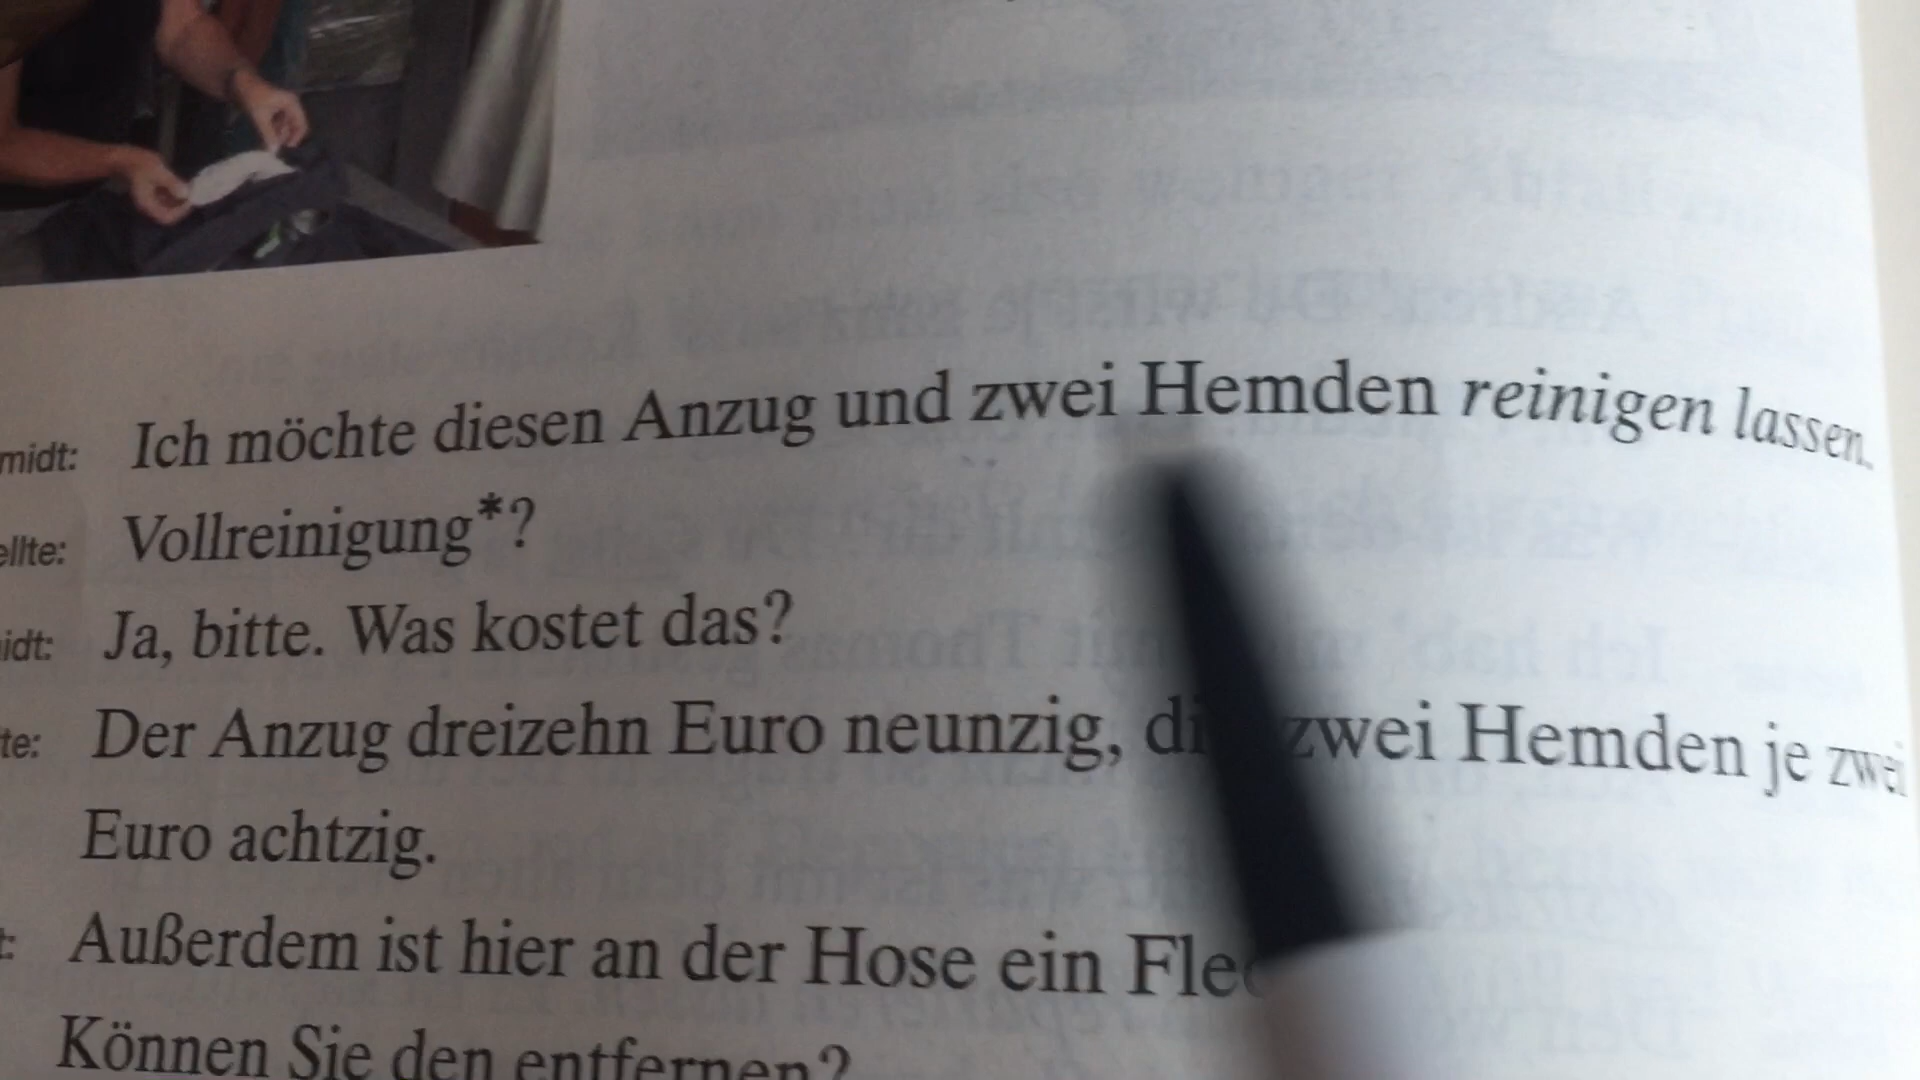 midt: Ich möchte diesen Anzug und zwei Hemden reinigen lassen.
ellte: Vollreinigung*?
idt: Ja, bitte. Was kostet das?
te: Der Anzug dreizehn Euro neunzig, di zwei Hemden je zwei
Euro achtzig.
t: Außerdem ist hier an der Hose ein Flec
Können Sie den entfernen?